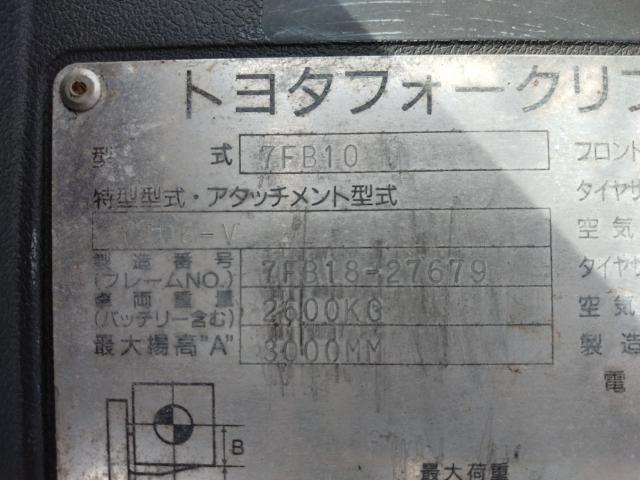 トヨタフォークリフ
型 式 7FB10
特型型式・アタッチメント型式
-V
製造番号 (フレームNO.) 7FB18-27679
車両重量 (バッテリー含む) 2600KG
最大揚高"A" 3000MM
フロント
タイヤサ
空気
タイヤサ
空気
製造
電
B
最大荷重